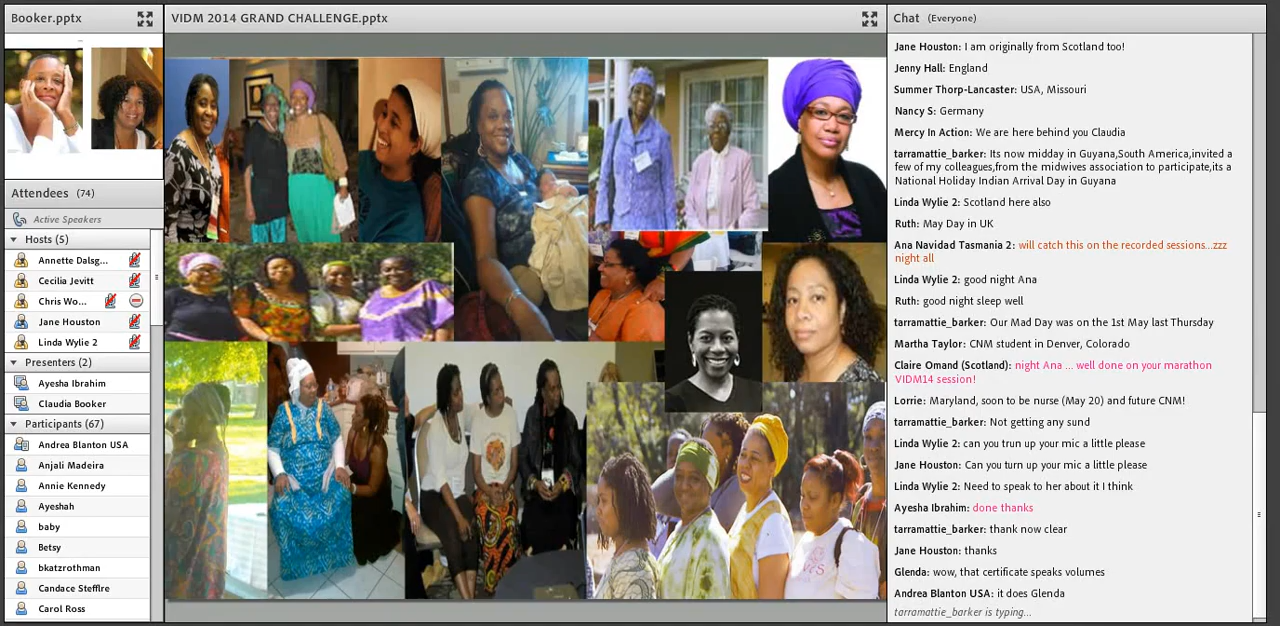 Booker.pptx
Attendees (74)
Active Speakers
Hosts (5)
Annette Dalsg...
Cecilia Jevitt
Chris Wo...
Jane Houston
Linda Wylie 2
Presenters (2)
Ayesha Ibrahim
Claudia Booker
Participants (67)
Andrea Blanton USA
Anjali Madeira
Annie Kennedy
Ayeshah
baby
Betsy
bkatzrothman
Candace Stefflre
Carol Ross
VIDM 2014 GRAND CHALLENGE.pptx
Chat (Everyone)
Jane Houston: I am originally from Scotland too!
Jenny Hall: England
Summer Thorp-Lancaster: USA, Missouri
Nancy S: Germany
Mercy In Action: We are here behind you Claudia
tarramattie_barker: Its now midday in Guyana,South America,invited a
few of my colleagues,from the midwives association to participate,its a
National Holiday Indian Arrival Day in Guyana
Linda Wylie 2: Scotland here also
Ruth: May Day in UK
Ana Navidad Tasmania 2: will catch this on the recorded sessions...zzz
night all
Linda Wylie 2: good night Ana
Ruth: good night sleep well
tarramattie_barker: Our Mad Day was on the 1st May last Thursday
Martha Taylor: CNM student in Denver, Colorado
Claire Omand (Scotland): night Ana ... well done on your marathon
VIDM14 session!
Lorrie: Maryland, soon to be nurse (May 20) and future CNM!
tarramattie_barker: Not getting any sund
Linda Wylie 2: can you trun up your mic a little please
Jane Houston: Can you turn up your mic a little please
Linda Wylie 2: Need to speak to her about it I think
Ayesha Ibrahim: done thanks
tarramattie_barker: thank now clear
Jane Houston: thanks
Glenda: wow, that certificate speaks volumes
Andrea Blanton USA: it does Glenda
tarramattie_barker is typing...